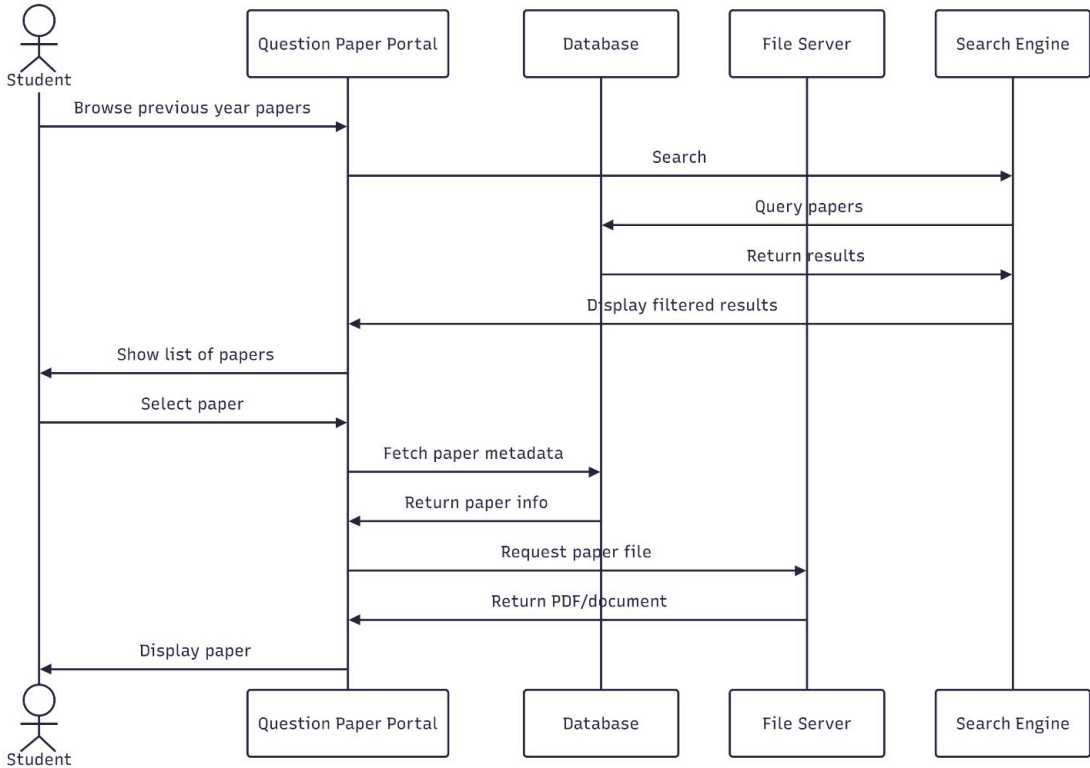 Student
Question Paper Portal
Database
File Server
Search Engine
Browse previous year papers
Search
Query papers
Return results
Display filtered results
Show list of papers
Select paper
Fetch paper metadata
Return paper info
Request paper file
Return PDF/document
Display paper
Student
Question Paper Portal
Database
File Server
Search Engine